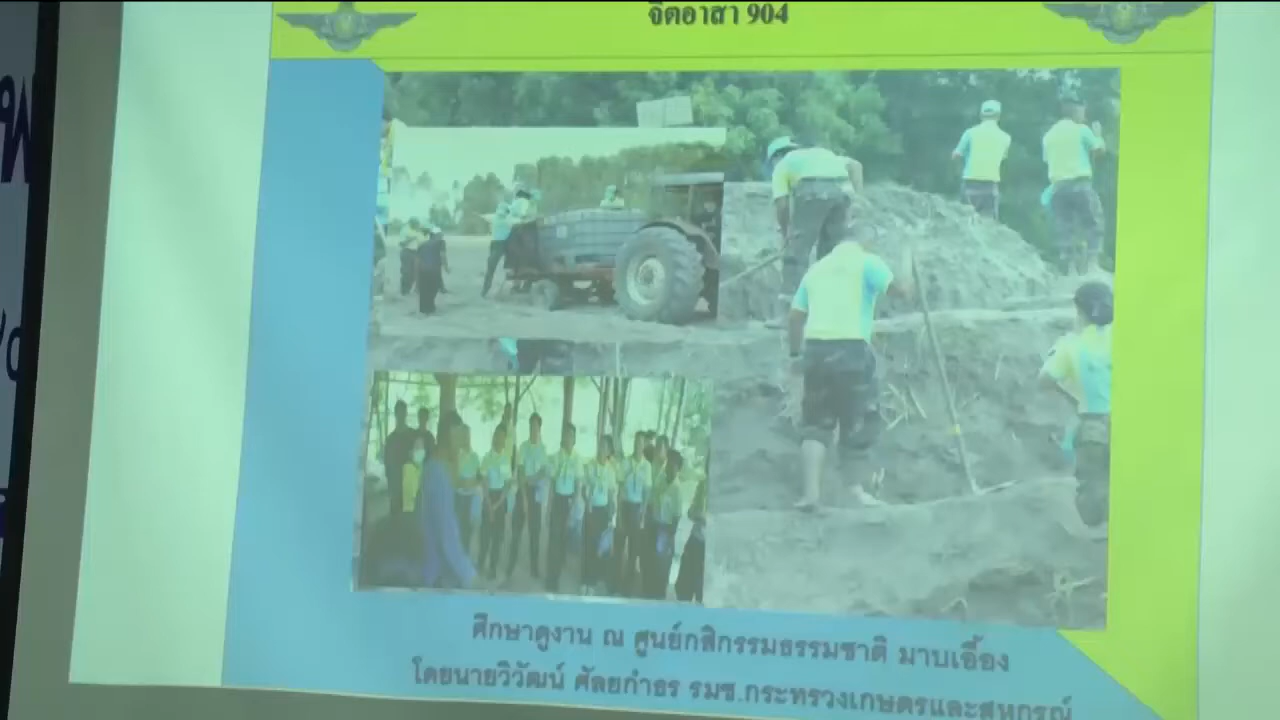 จิตอาสา 904
ศึกษาดูงาน ณ ศูนย์กสิกรรมธรรมชาติ มาบเอื้อง
โดยนายวิวัฒน์ ศัลยกำธร รมช.กระทรวงเกษตรและสหกรณ์